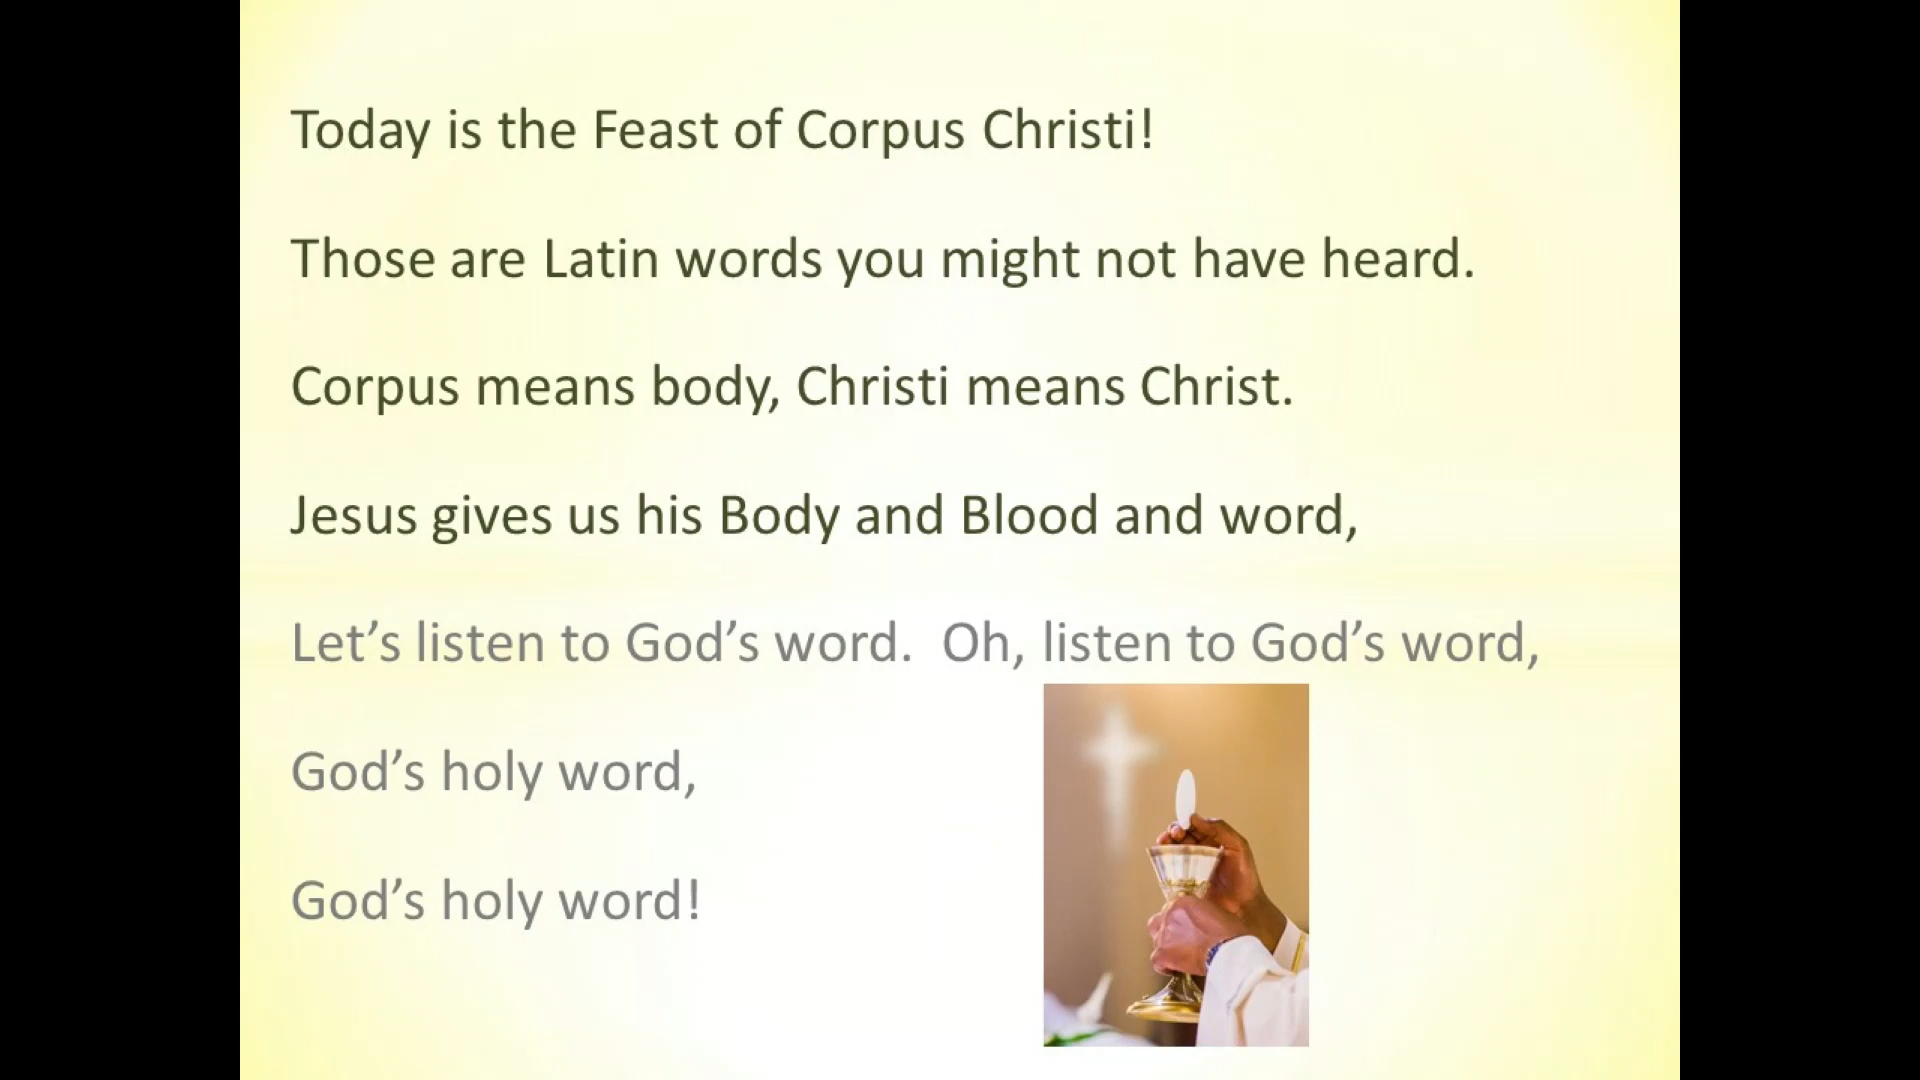 Today is the Feast of Corpus Christi!
Those are Latin words you might not have heard.
Corpus means body, Christi means Christ.
Jesus gives us his Body and Blood and word,
Let’s listen to God’s word.  Oh, listen to God’s word,
God’s holy word,
God’s holy word!